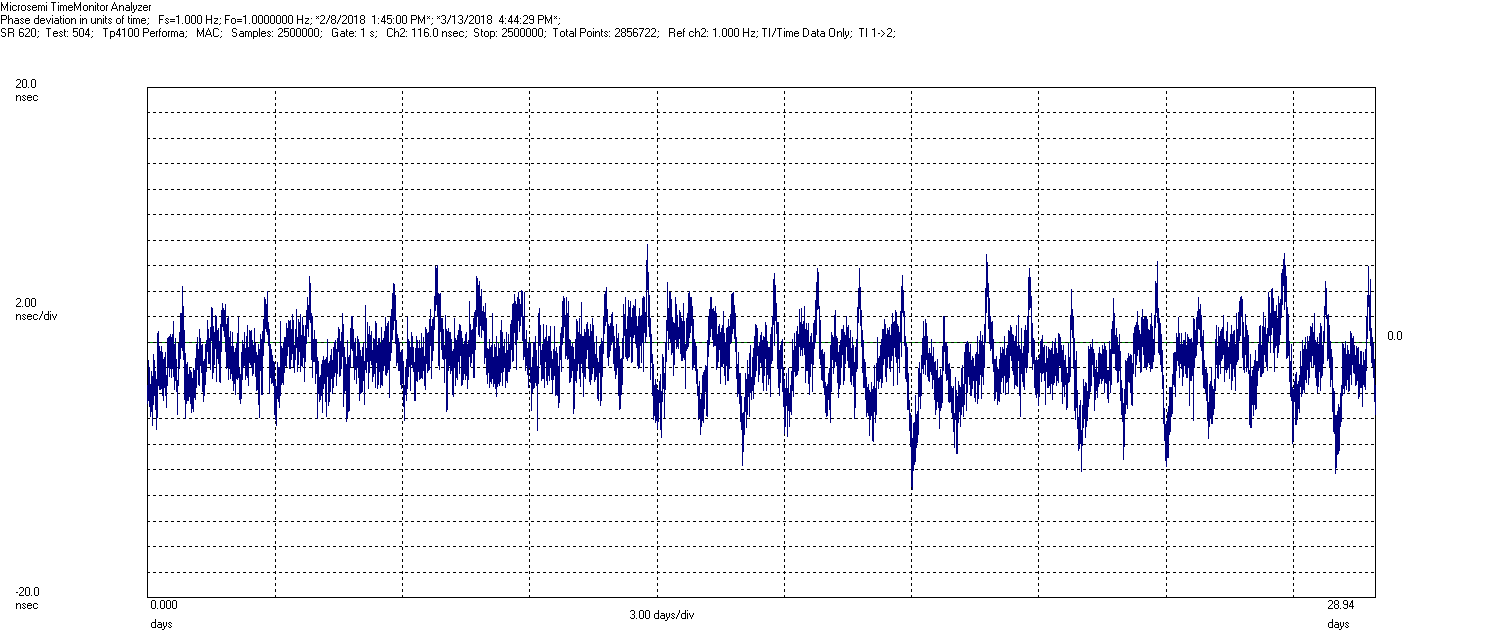 Microsemi TimeMonitor Analyzer
Phase deviation in units of time;   Fs=1.000 Hz; Fo=1.0000000 Hz; *2/8/2018  1:45:00 PM*; *3/13/2018  4:44:29 PM*;
SR 620;  Test: 504;   Tp4100 Performa;   MAC;   Samples: 2500000;   Gate: 1 s;   Ch2: 116.0 nsec;  Stop: 2500000;  Total Points: 2856722;   Ref ch2: 1.000 Hz; TI/Time Data Only;  TI 1->2;
20.0
nsec
2.00
nsec/div
0.0
-20.0
nsec
0.000
days
3.00 days/div
28.94
days